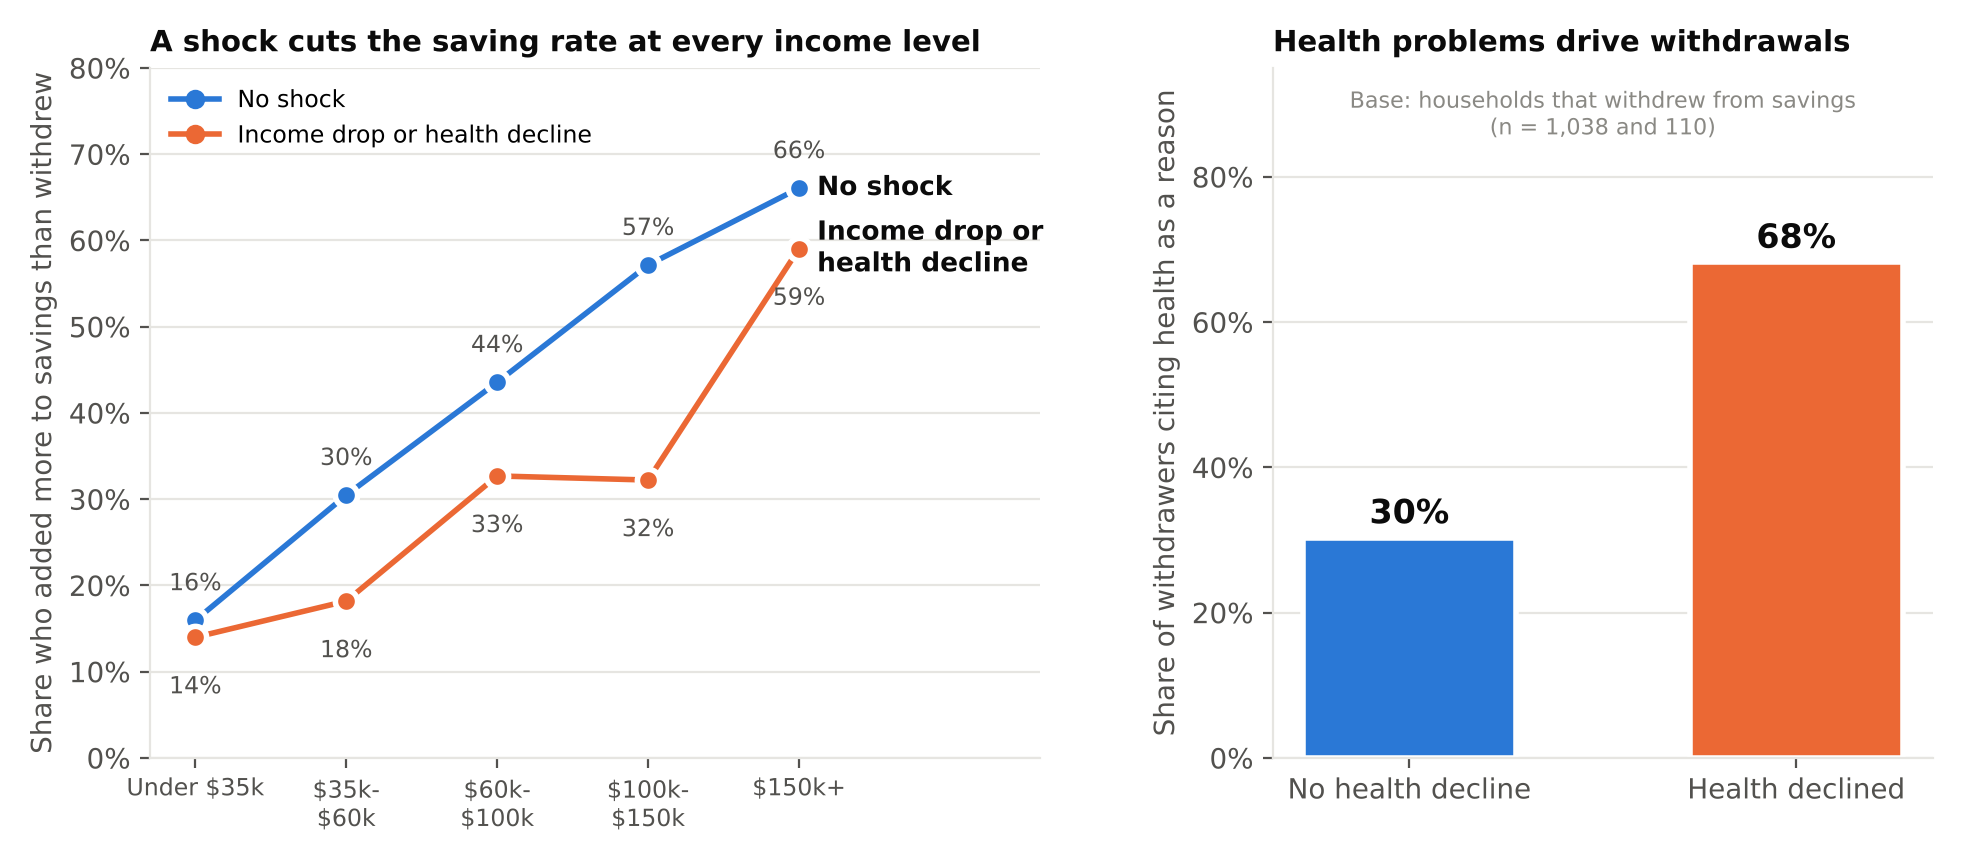 A shock cuts the saving rate at every income level
Share who added more to savings than withdrew
80%
70%
60%
50%
40%
30%
20%
10%
0%
No shock
Income drop or health decline
16%
30%
44%
57%
66%
14%
18%
33%
32%
59%
No shock
Income drop or
health decline
Under $35k
$35k-
$60k
$60k-
$100k
$100k-
$150k
$150k+
Health problems drive withdrawals
Share of withdrawers citing health as a reason
Base: households that withdrew from savings
(n = 1,038 and 110)
80%
60%
40%
20%
0%
30%
68%
No health decline
Health declined